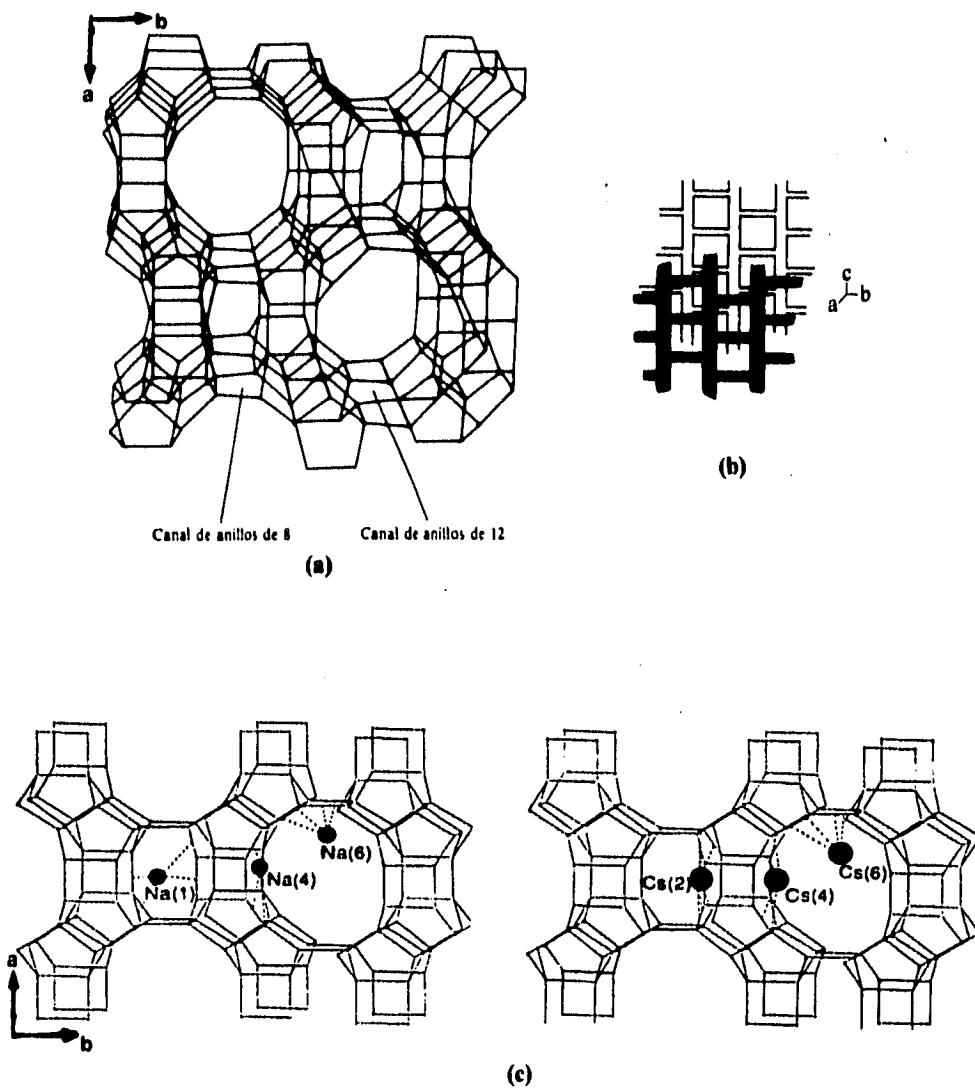 b
a
c
a b
(b)
Canal de anillos de 8 Canal de anillos de 12
(a)
Na(6)
Na(4)
Na(1)
Cs(6)
Cs(2) Cs(4)
a
b
(c)